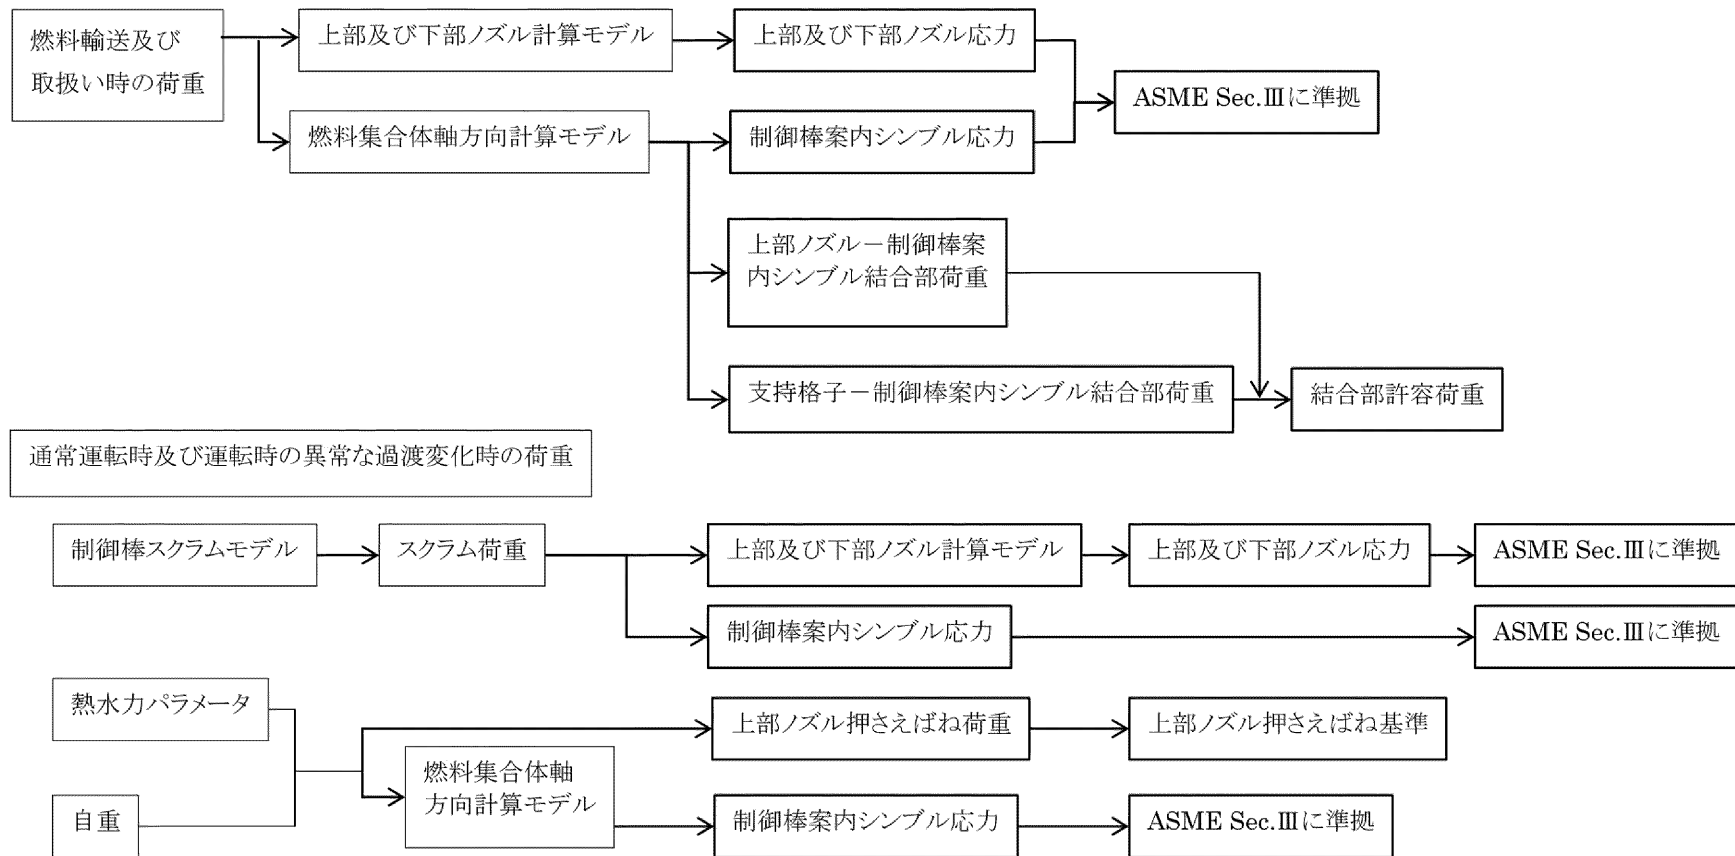 燃料輸送及び
取扱い時の荷重
上部及び下部ノズル計算モデル
上部及び下部ノズル応力
ASME Sec.Ⅲに準拠
燃料集合体軸方向計算モデル
制御棒案内シンブル応力
上部ノズル－制御棒案
内シンブル結合部荷重
支持格子－制御棒案内シンブル結合部荷重
結合部許容荷重
通常運転時及び運転時の異常な過渡変化時の荷重
制御棒スクラムモデル
スクラム荷重
上部及び下部ノズル計算モデル
上部及び下部ノズル応力
ASME Sec.Ⅲに準拠
制御棒案内シンブル応力
ASME Sec.Ⅲに準拠
熱水力パラメータ
上部ノズル押さえばね荷重
上部ノズル押さえばね基準
燃料集合体軸
方向計算モデル
自重
制御棒案内シンブル応力
ASME Sec.Ⅲに準拠